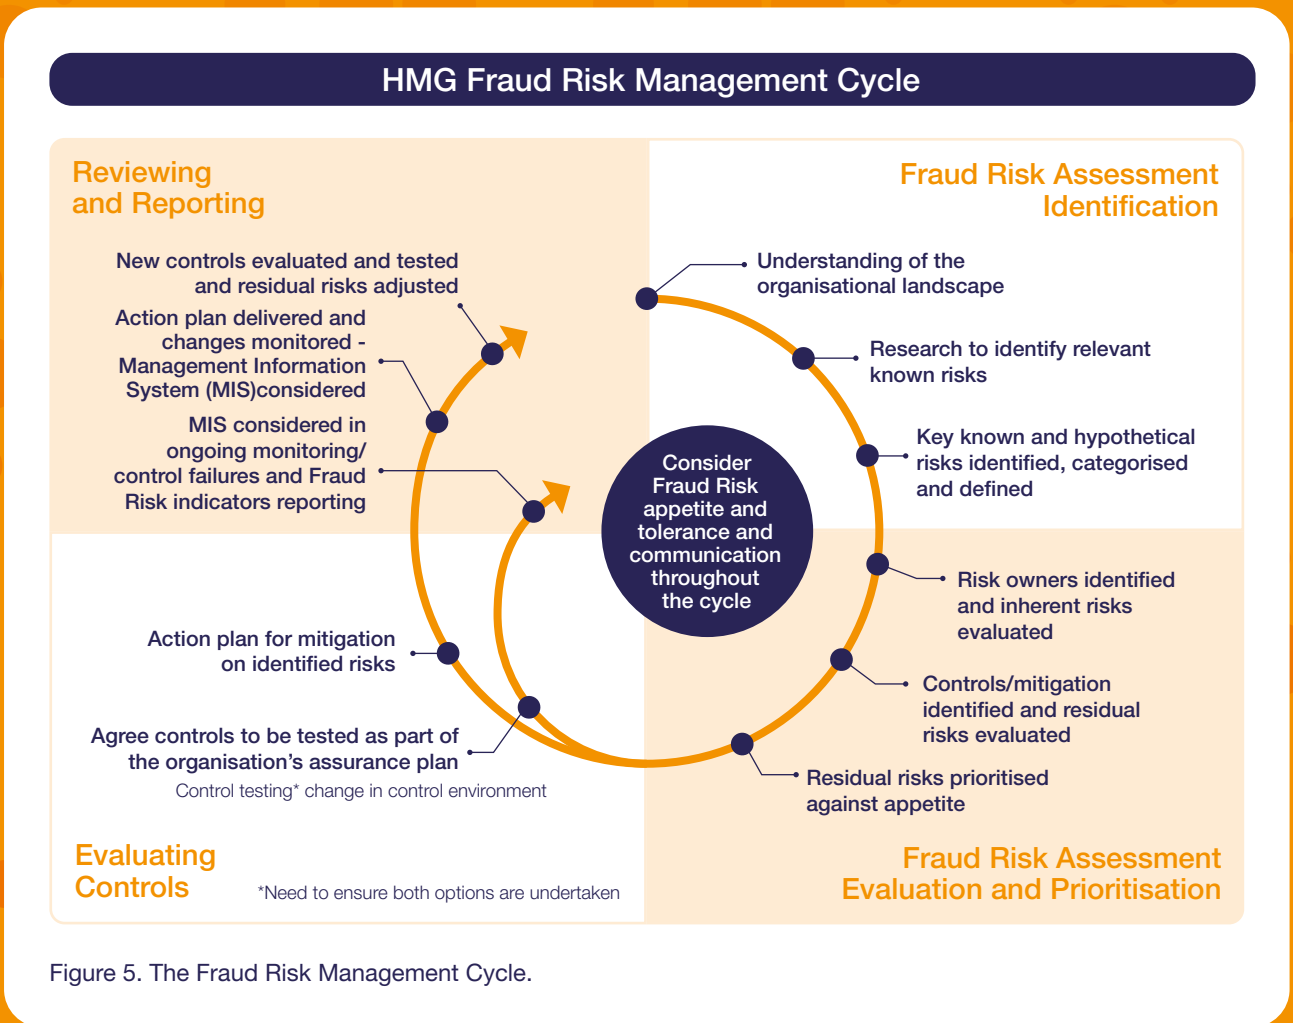 HMG Fraud Risk Management Cycle
Reviewing
and Reporting
New controls evaluated and tested
and residual risks adjusted
Action plan delivered and
changes monitored -
Management Information
System (MIS)considered
MIS considered in
ongoing monitoring/
control failures and Fraud
Risk indicators reporting
Fraud Risk Assessment
Identification
Understanding of the
organisational landscape
Research to identify relevant
known risks
Key known and hypothetical
risks identified, categorised
and defined
Consider
Fraud Risk
appetite and
tolerance and
communication
throughout
the cycle
Risk owners identified
and inherent risks
evaluated
Controls/mitigation
identified and residual
risks evaluated
Residual risks prioritised
against appetite
Fraud Risk Assessment
Evaluation and Prioritisation
Action plan for mitigation
on identified risks
Agree controls to be tested as part of
the organisation’s assurance plan
Control testing* change in control environment
Evaluating
Controls
*Need to ensure both options are undertaken
Figure 5. The Fraud Risk Management Cycle.